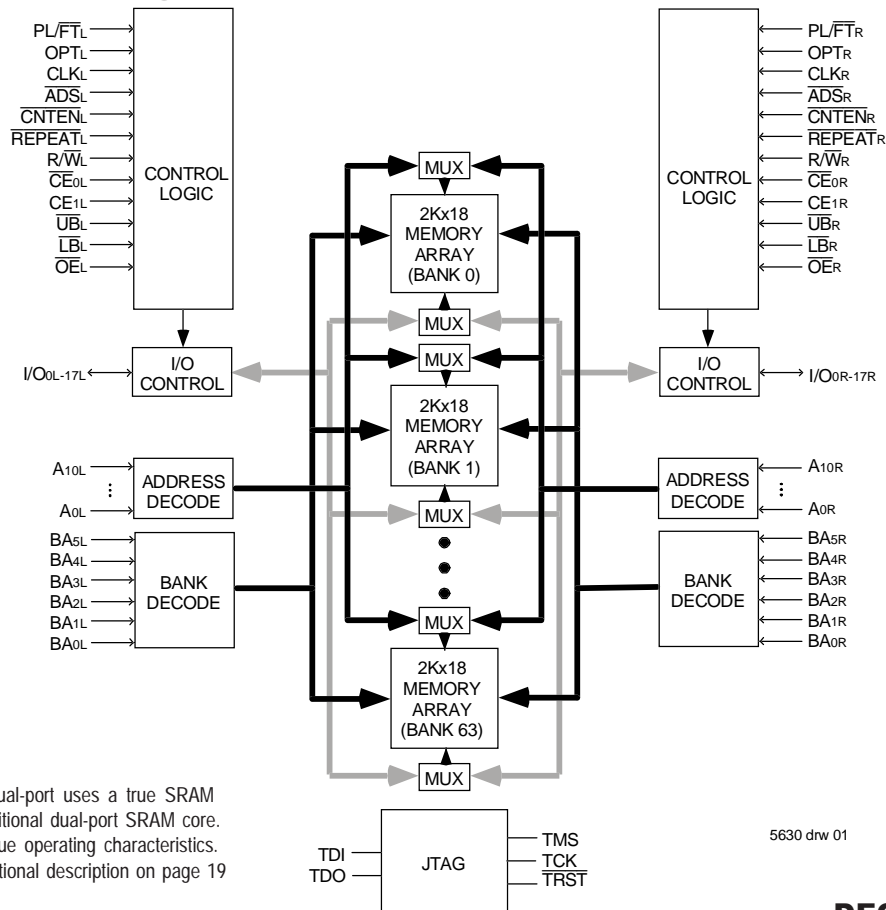 PL/FTL
OPTL
CLKL
ADSL
CNTENL
REPEATL
R/WL
CE0L
CE1L
UBL
LBL
OEL
CONTROL
LOGIC
I/O
CONTROL
I/O0L-17L
A10L
A0L
ADDRESS
DECODE
BA5L
BA4L
BA3L
BA2L
BA1L
BA0L
BANK
DECODE
MUX
2Kx18
MEMORY
ARRAY
(BANK 0)
MUX
MUX
2Kx18
MEMORY
ARRAY
(BANK 1)
MUX
MUX
2Kx18
MEMORY
ARRAY
(BANK 63)
MUX
PL/FTR
OPTR
CLKR
ADSR
CNTENR
REPEATR
R/WR
CE0R
CE1R
UBR
LBR
OER
CONTROL
LOGIC
I/O
CONTROL
I/O0R-17R
A10R
A0R
ADDRESS
DECODE
BA5R
BA4R
BA3R
BA2R
BA1R
BA0R
BANK
DECODE
ual-port uses a true SRAM
itional dual-port SRAM core.
ue operating characteristics.
tional description on page 19
TDI
TDO
JTAG
TMS
TCK
TRST
5630 drw 01